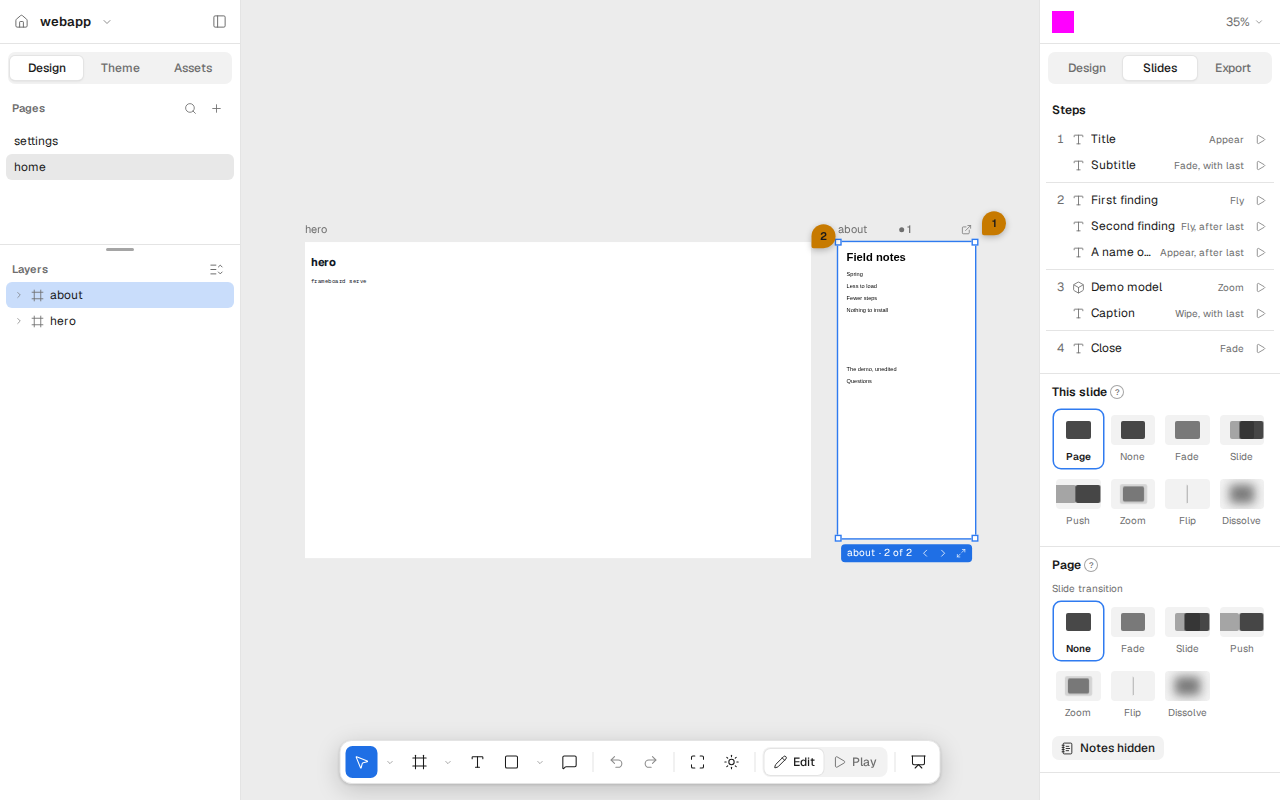 webapp
Design
Theme
Assets
Pages
settings
home
Layers
about
hero
hero
hero
frameboard serve
2
about
1
1
Field notes
Spring
Less to load
Fewer steps
Nothing to install
The demo, unedited
Questions
about · 2 of 2
Edit
Play
35%
Design
Slides
Export
Steps
1 Title Appear
Subtitle Fade, with last
2 First finding Fly
Second finding Fly, after last
A name o... Appear, after last
3 Demo model Zoom
Caption Wipe, with last
4 Close Fade
This slide ?
Page None Fade Slide
Push Zoom Flip Dissolve
Page ?
Slide transition
None Fade Slide Push
Zoom Flip Dissolve
Notes hidden